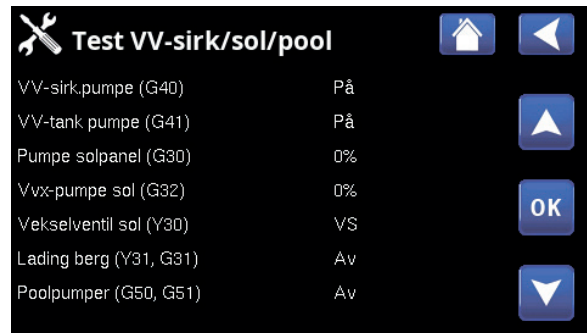 Test VV-sirk/sol/pool
VV-sirk.pumpe (G40) På
VV-tank pumpe (G41) På
Pumpe solpanel (G30) 0%
Vvx-pumpe sol (G32) 0%
Vekselventil sol (Y30) VS
OK
Lading berg (Y31, G31) Av
Poolpumper (G50, G51) Av